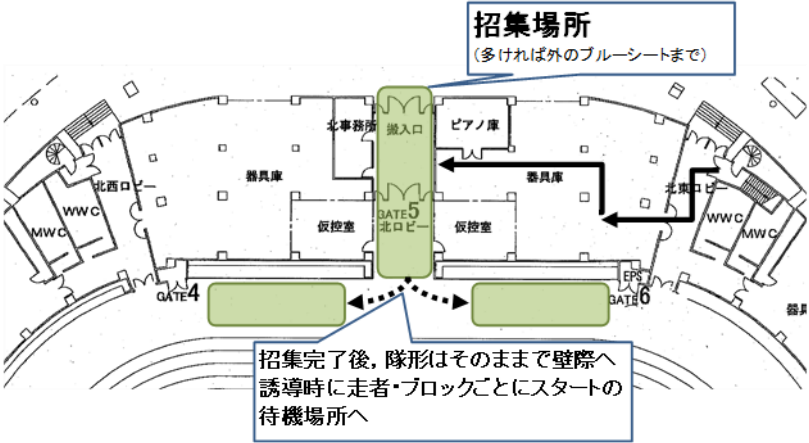 招集場所
(多ければ外のブルーシートまで)
北事務所
搬入口
ピアノ庫
北西ロビー
器具庫
器具庫
北東ロビー
WWC
MWC
仮控室
GATE5
北ロビー
仮控室
WWC
MWC
GATE4
EPS
GATE6
器具
招集完了後，隊形はそのままで壁際へ
誘導時に走者・ブロックごとにスタートの
待機場所へ